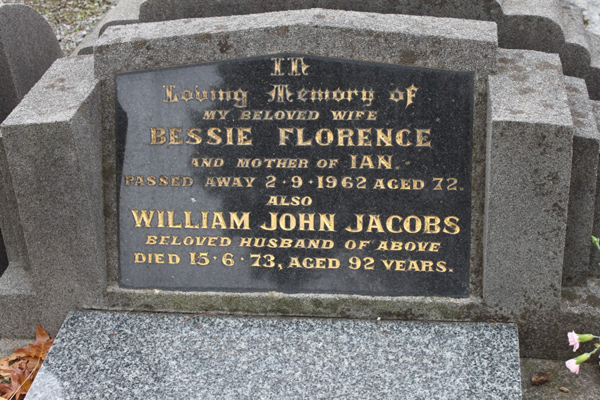 In
Loving Memory of
MY BELOVED WIFE
BESSIE FLORENCE
AND MOTHER OF IAN.
PASSED AWAY 2·9·1962 AGED 72.
ALSO
WILLIAM JOHN JACOBS
BELOVED HUSBAND OF ABOVE
DIED 15·6·73, AGED 92 YEARS.